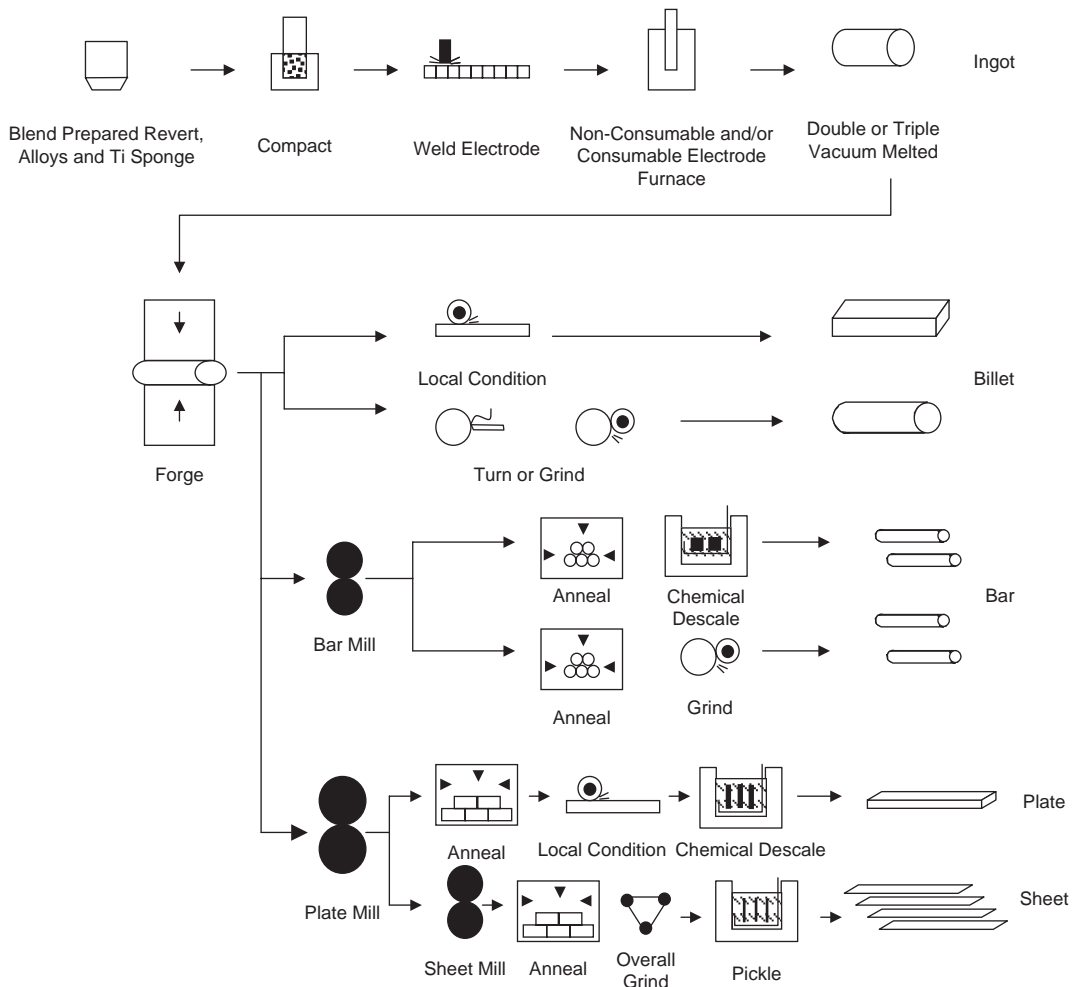 Ingot
Blend Prepared Revert,
Alloys and Ti Sponge
Compact
Weld Electrode
Non-Consumable and/or
Consumable Electrode
Furnace
Double or Triple
Vacuum Melted
Forge
Local Condition
Billet
Turn or Grind
Bar Mill
Anneal
Chemical
Descale
Bar
Anneal
Grind
Plate Mill
Anneal
Local Condition
Chemical Descale
Plate
Sheet Mill
Anneal
Overall
Grind
Pickle
Sheet